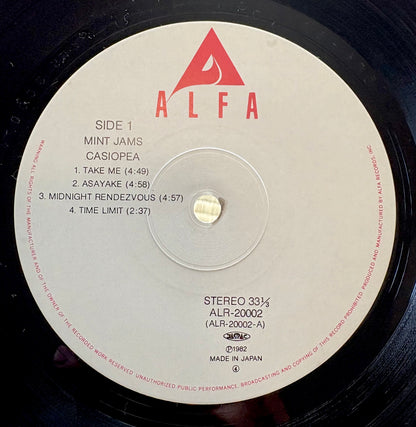 ALFA
SIDE 1
MINT JAMS
CASIOPEA
1. TAKE ME (4:49)
2. ASAYAKE (4:58)
3. MIDNIGHT RENDEZVOUS (4:57)
4. TIME LIMIT (2:37)
STEREO 33⅓
ALR-20002
(ALR-20002-A)
JASRAC
Ⓟ1982
MADE IN JAPAN
④
WARNING: ALL RIGHTS OF THE MANUFACTURER AND OF THE OWNER OF THE RECORDED WORK RESERVED. UNAUTHORIZED PUBLIC PERFORMANCE, BROADCASTING AND COPYING OF THIS RECORD PROHIBITED. PRODUCED AND MANUFACTURED BY ALFA RECORDS, INC.